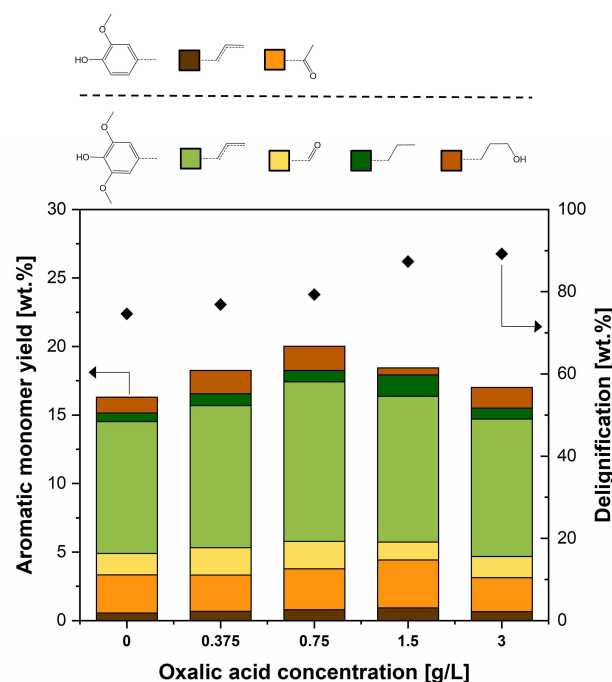 O
HO
O
O
HO
O
O
OH
30
25
20
15
10
5
0
Aromatic monomer yield [wt.%]
100
80
60
40
20
0
Delignification [wt.%]
0 0.375 0.75 1.5 3
Oxalic acid concentration [g/L]